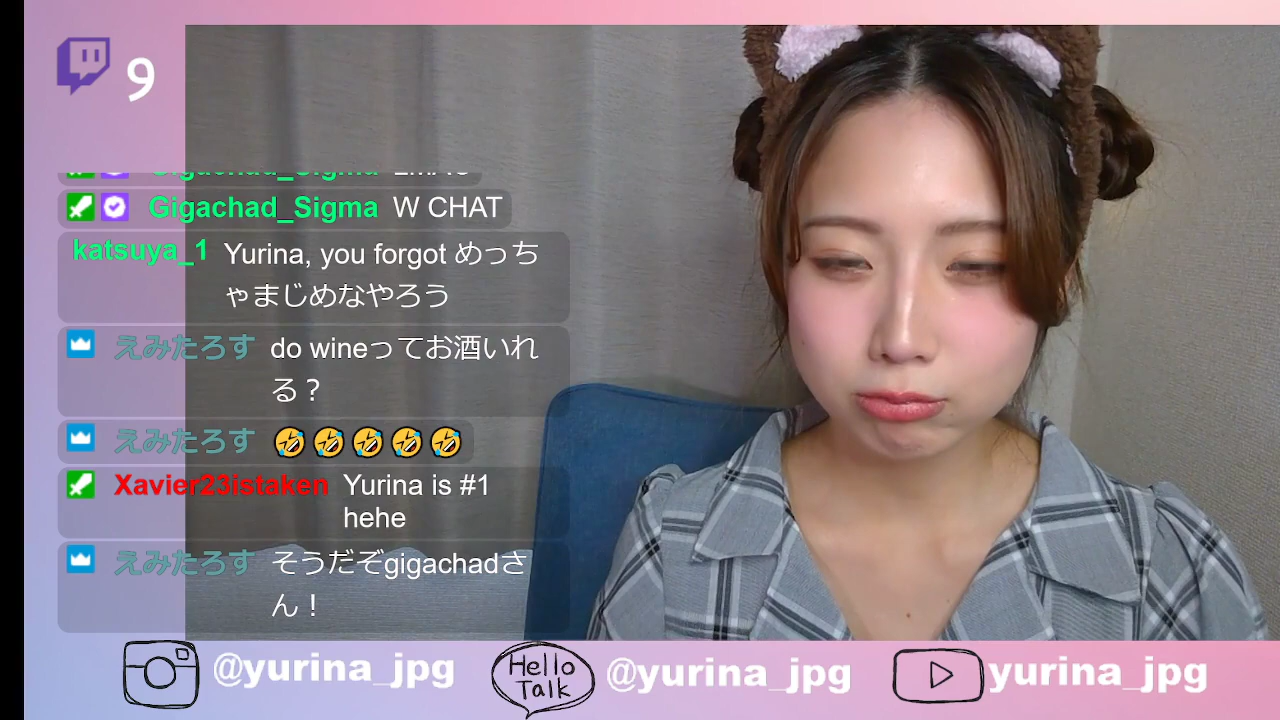 9
Gigachad_Sigma W CHAT
katsuya_1 Yurina, you forgot めっち
ゃまじめなやろう
えみたろす do wineってお酒いれ
る？
えみたろす 🤣🤣🤣🤣🤣
Xavier23istaken Yurina is #1
hehe
えみたろす そうだぞgigachadさ
ん！
@yurina_jpg
Hello
Talk
@yurina_jpg
yurina_jpg